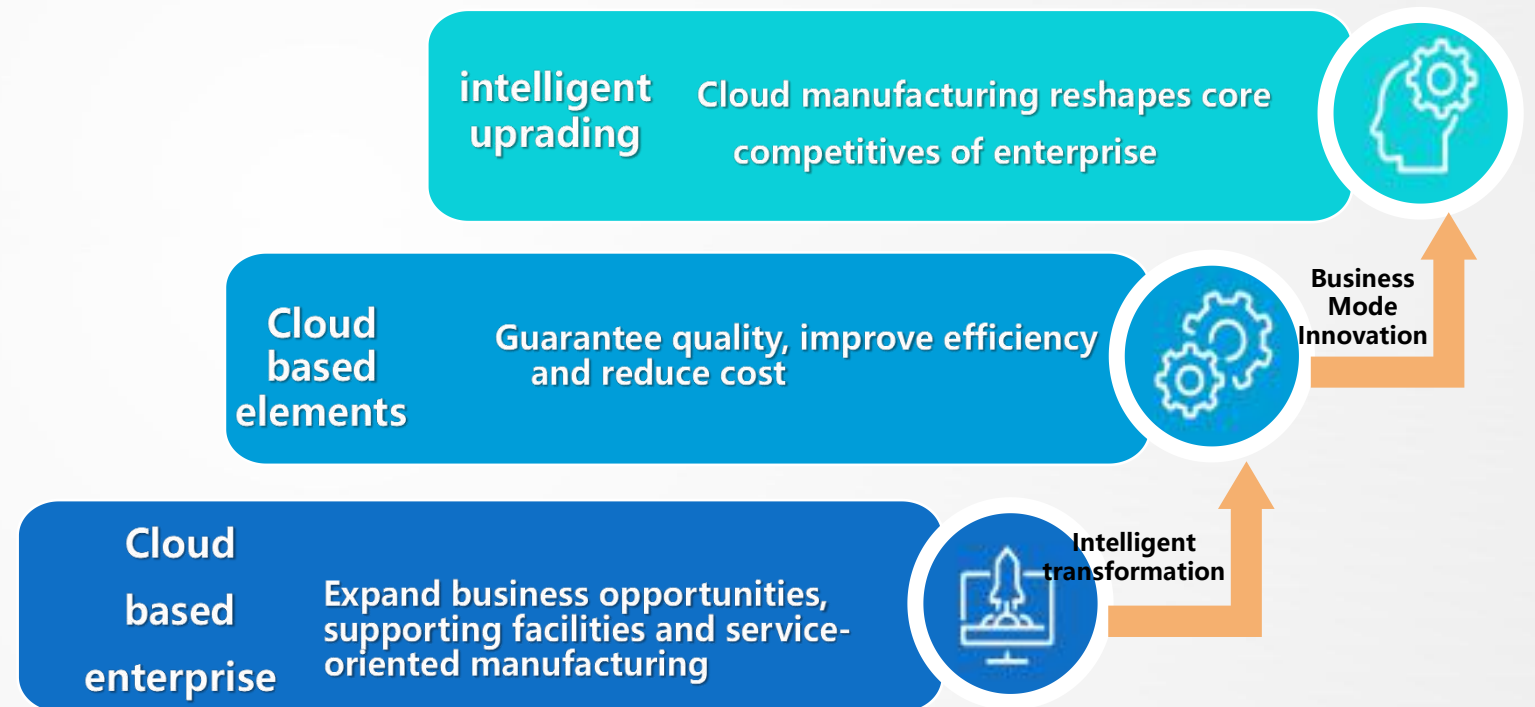 intelligent
uprading
Cloud manufacturing reshapes core
competitives of enterprise
Cloud
based
elements
Guarantee quality, improve efficiency
and reduce cost
Business
Mode
Innovation
Cloud
based
enterprise
Expand business opportunities,
supporting facilities and service-
oriented manufacturing
Intelligent
transformation